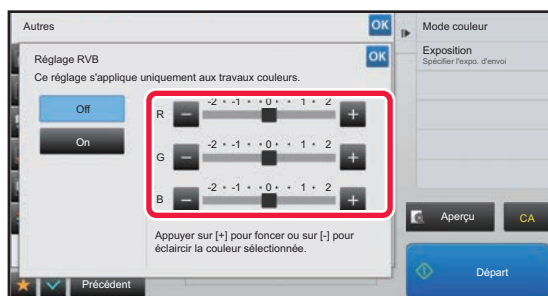 Autres
OK
Mode couleur
Réglage RVB
OK
Exposition
Spécifier l'expo. d'envoi
Ce réglage s'applique uniquement aux travaux couleurs.
Off
On
-2 • -1 • • 0 • • 1 • 2
R - +
-2 • -1 • • 0 • • 1 • 2
G - +
-2 • -1 • • 0 • • 1 • 2
B - +
Appuyer sur [+] pour foncer ou sur [-] pour
éclaircir la couleur sélectionnée.
Aperçu
CA
Précédent
Départ